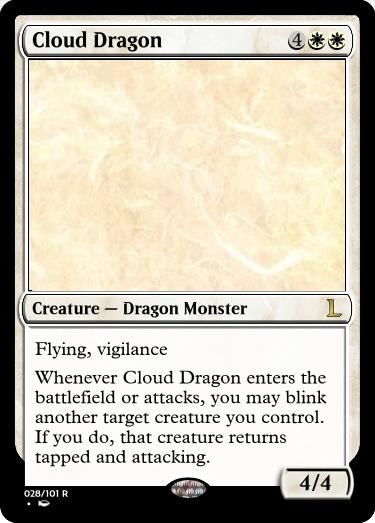 Cloud Dragon 4
Creature — Dragon Monster L
Flying, vigilance
Whenever Cloud Dragon enters the
battlefield or attacks, you may blink
another target creature you control.
If you do, that creature returns
tapped and attacking.
4/4
028/101 R